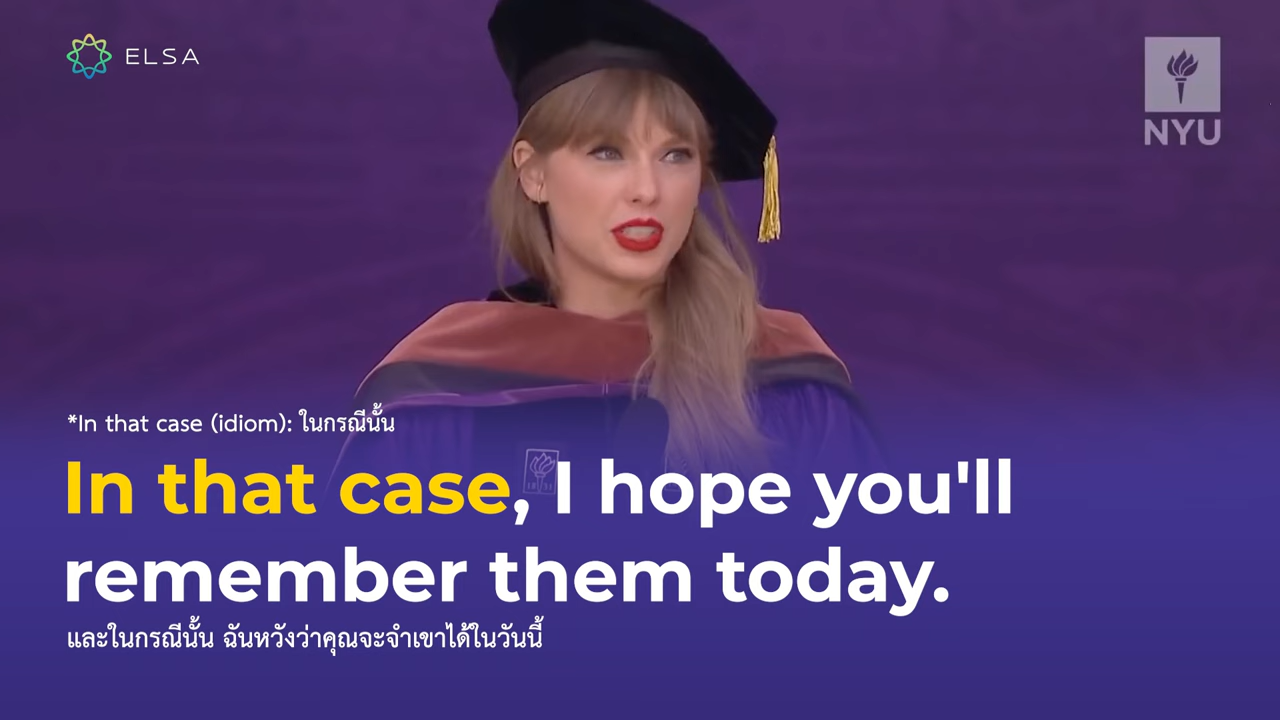 ELSA
NYU
*In that case (idiom): ในกรณีนั้น
In that case, I hope you'll
remember them today.
และในกรณีนั้น ฉันหวังว่าคุณจะจำเขาได้ในวันนี้